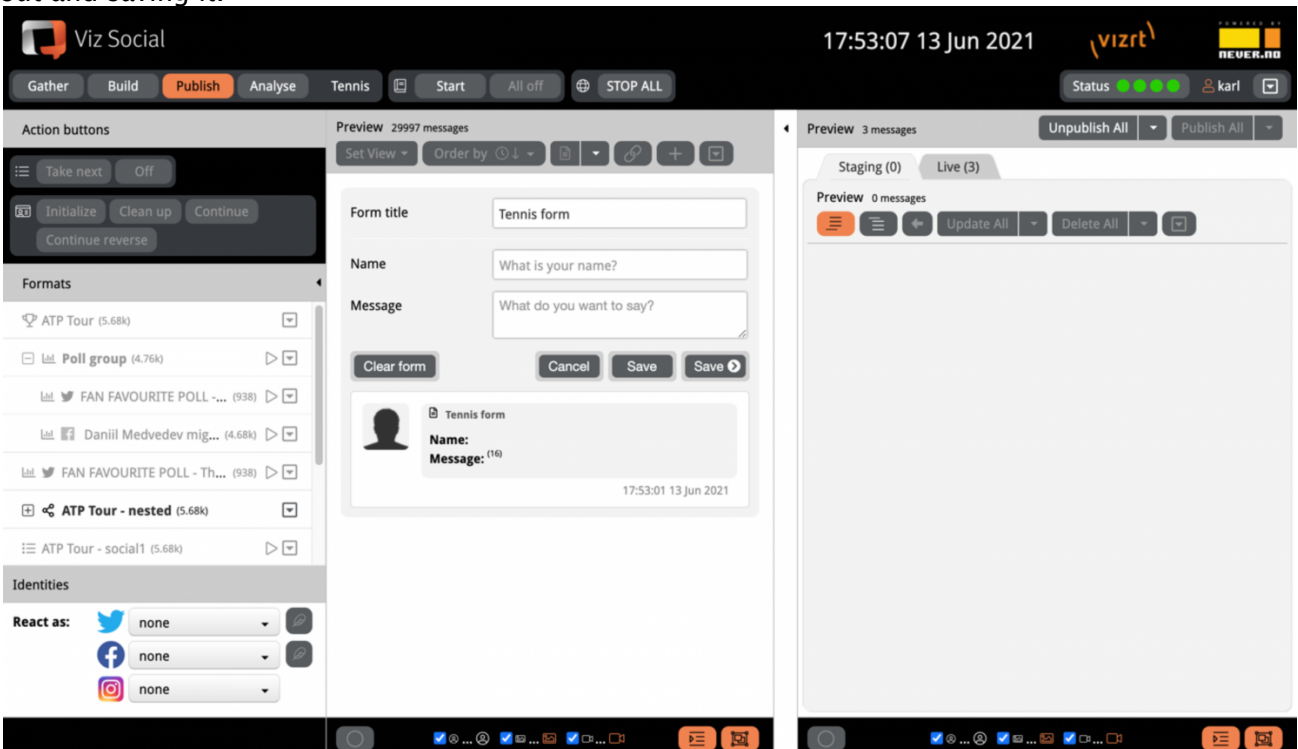 out and saving it.
Viz Social
17:53:07 13 Jun 2021
vizrt
POWERED BY
never.no
Gather Build Publish Analyse Tennis Start All off STOP ALL
Status karl
Action buttons
Take next Off
Initialize Clean up Continue
Continue reverse
Formats
ATP Tour (5.68k)
Poll group (4.76k)
FAN FAVOURITE POLL -... (938)
Daniil Medvedev mig... (4.68k)
FAN FAVOURITE POLL - Th... (938)
ATP Tour - nested (5.68k)
ATP Tour - social1 (5.68k)
Identities
React as: none
none
none
Preview 29997 messages
Set View Order by
Form title Tennis form
Name What is your name?
Message What do you want to say?
Clear form Cancel Save Save
Tennis form
Name:
Message: (16)
17:53:01 13 Jun 2021
Preview 3 messages Unpublish All Publish All
Staging (0) Live (3)
Preview 0 messages
Update All Delete All
... ... ...
... ... ...